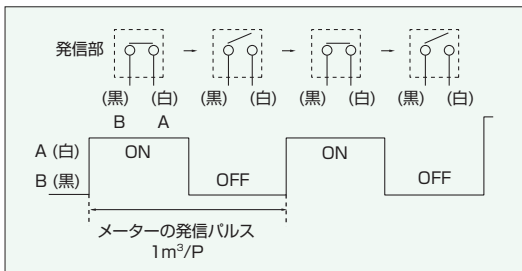 発信部
(黒) (白) (黒) (白) (黒) (白) (黒) (白)
B A
A (白) ON ON
B (黒) OFF OFF
メーターの発信パルス
1m³/P